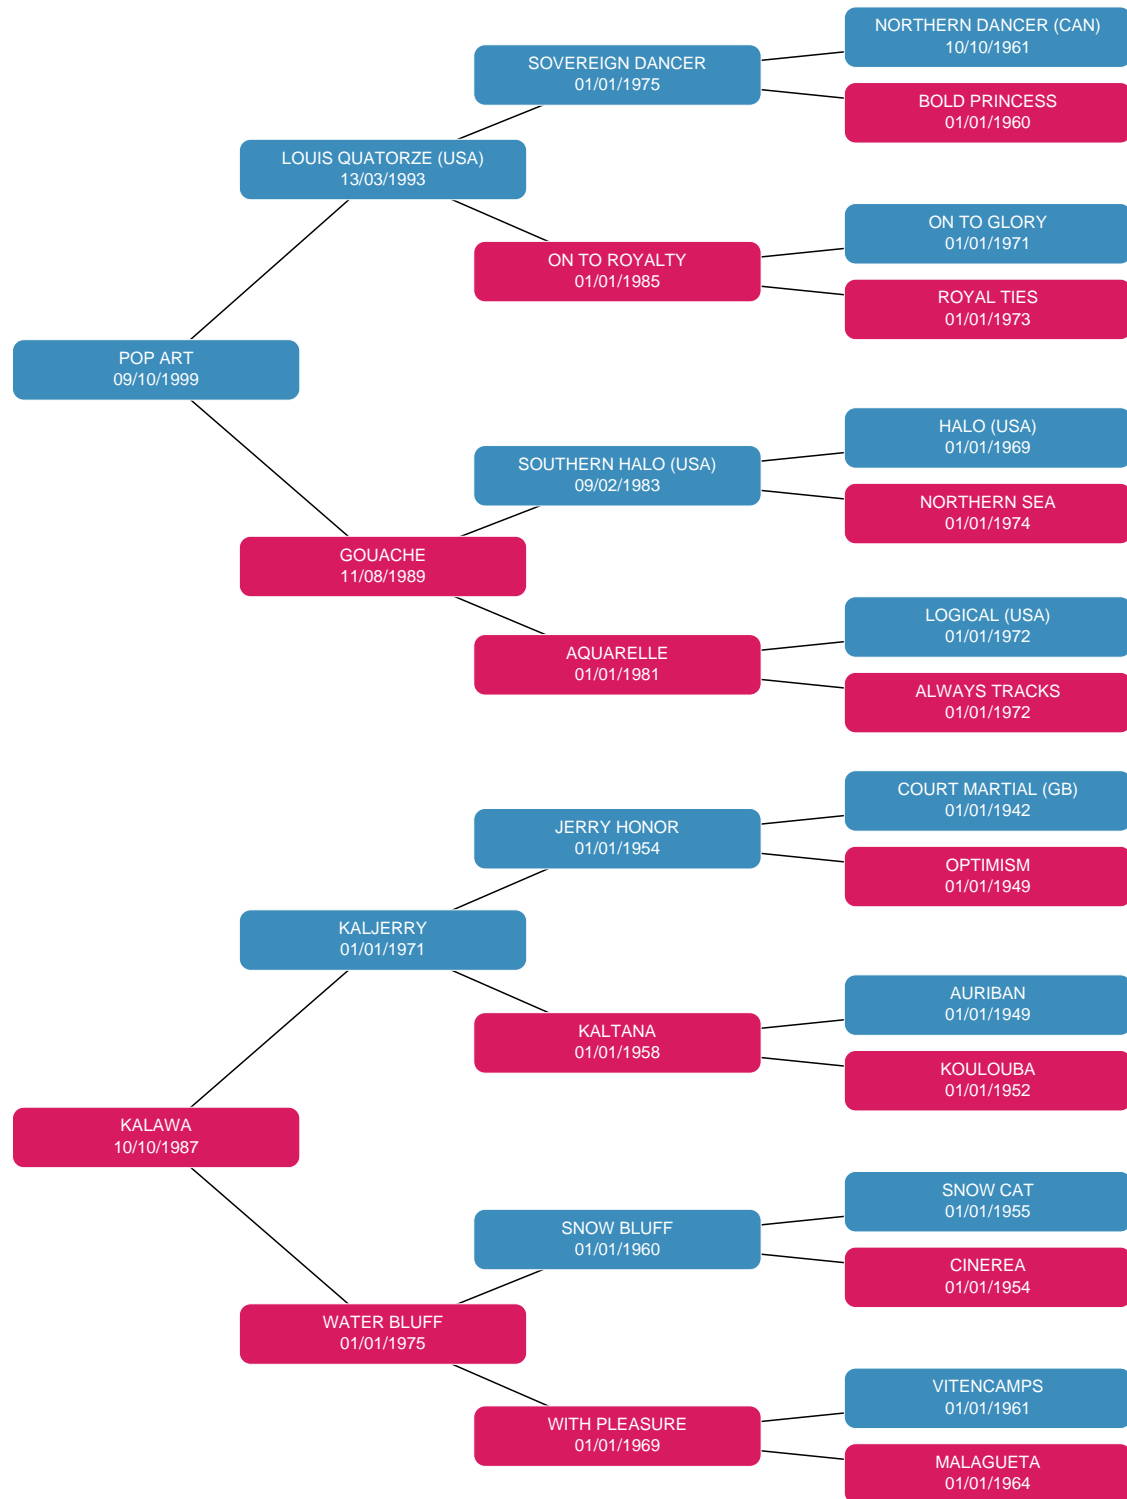 NORTHERN DANCER (CAN)
10/10/1961
SOVEREIGN DANCER
01/01/1975
BOLD PRINCESS
01/01/1960
LOUIS QUATORZE (USA)
13/03/1993
ON TO GLORY
01/01/1971
ON TO ROYALTY
01/01/1985
ROYAL TIES
01/01/1973
POP ART
09/10/1999
HALO (USA)
01/01/1969
SOUTHERN HALO (USA)
09/02/1983
NORTHERN SEA
01/01/1974
GOUACHE
11/08/1989
LOGICAL (USA)
01/01/1972
AQUARELLE
01/01/1981
ALWAYS TRACKS
01/01/1972
COURT MARTIAL (GB)
01/01/1942
JERRY HONOR
01/01/1954
OPTIMISM
01/01/1949
KALJERRY
01/01/1971
AURIBAN
01/01/1949
KALTANA
01/01/1958
KOULOUBA
01/01/1952
KALAWA
10/10/1987
SNOW CAT
01/01/1955
SNOW BLUFF
01/01/1960
CINEREA
01/01/1954
WATER BLUFF
01/01/1975
VITENCAMPS
01/01/1961
WITH PLEASURE
01/01/1969
MALAGUETA
01/01/1964